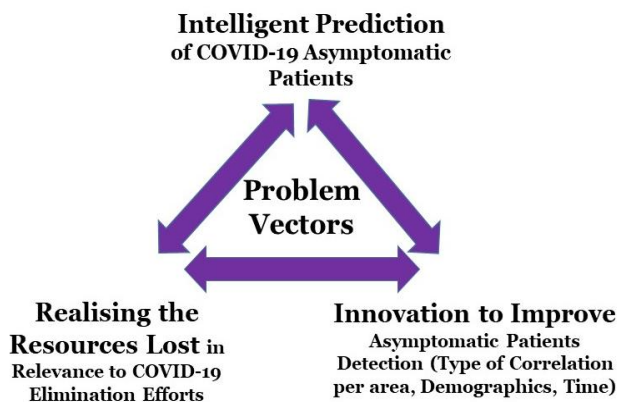 Intelligent Prediction
of COVID-19 Asymptomatic
Patients
Problem
Vectors
Realising the
Resources Lost in
Relevance to COVID-19
Elimination Efforts
Innovation to Improve
Asymptomatic Patients
Detection (Type of Correlation
per area, Demographics, Time)